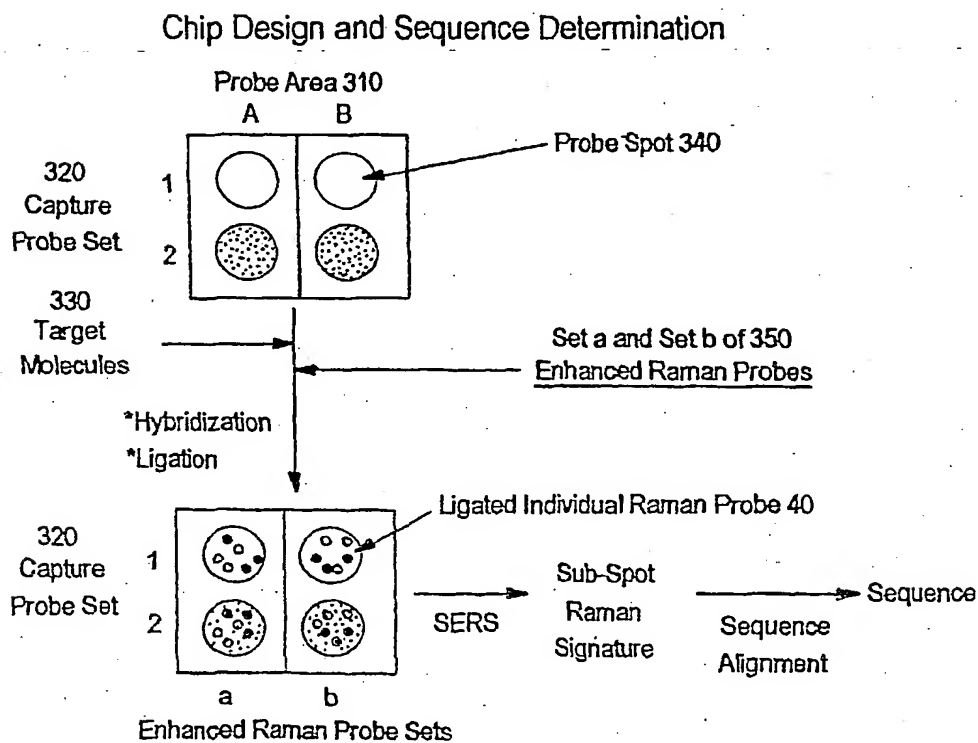 Chip Design and Sequence Determination
Probe Area 310
A B
Probe Spot 340
320
Capture
Probe Set
1
2
330
Target
Molecules
Set a and Set b of 350
Enhanced Raman Probes
*Hybridization
*Ligation
Ligated Individual Raman Probe 40
320
Capture
Probe Set
1
2
SERS
Sub-Spot
Raman
Signature
Sequence
Alignment
Sequence
a b
Enhanced Raman Probe Sets